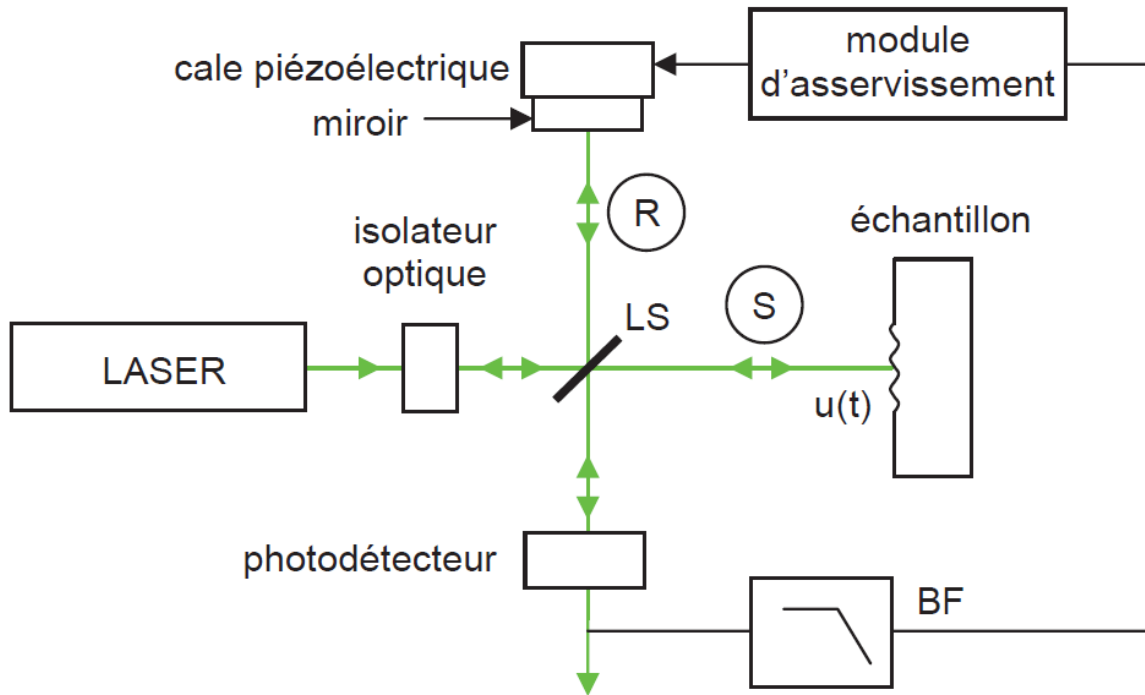 cale piézoélectrique
miroir
module
d'asservissement
R
isolateur
optique
échantillon
S
LS
LASER
u(t)
photodétecteur
BF